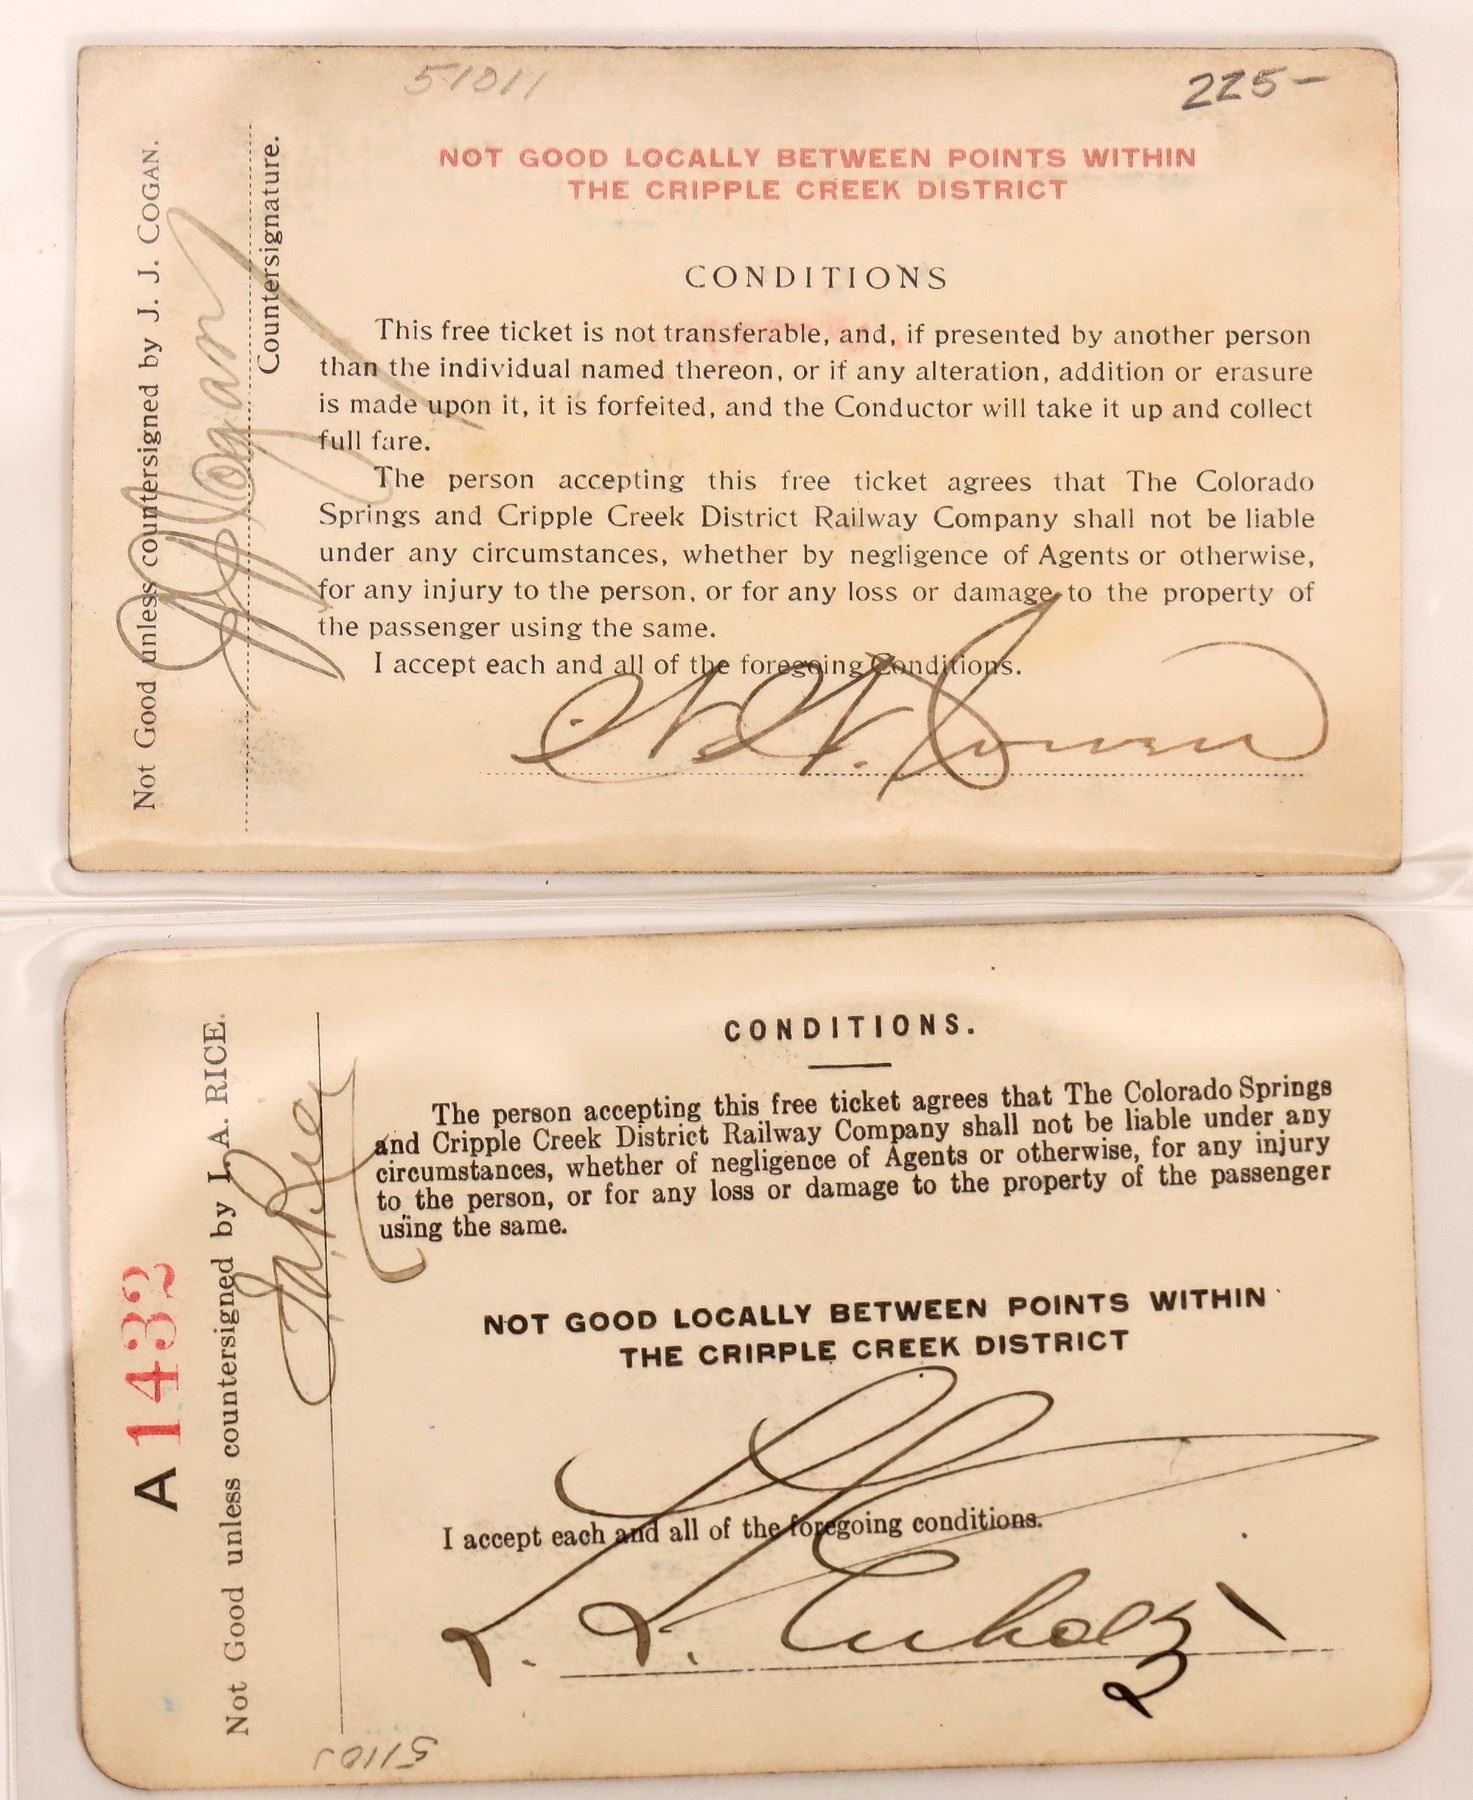 51011
225-
NOT GOOD LOCALLY BETWEEN POINTS WITHIN
THE CRIPPLE CREEK DISTRICT
Not Good unless countersigned by J. J. COGAN.
JJCogan
Countersignature.
CONDITIONS
This free ticket is not transferable, and, if presented by another person
than the individual named thereon, or if any alteration, addition or erasure
is made upon it, it is forfeited, and the Conductor will take it up and collect
full fare.
The person accepting this free ticket agrees that The Colorado
Springs and Cripple Creek District Railway Company shall not be liable
under any circumstances, whether by negligence of Agents or otherwise,
for any injury to the person, or for any loss or damage to the property of
the passenger using the same.
I accept each and all of the foregoing Conditions.
A 1432
Not Good unless countersigned by I. A. RICE.
CONDITIONS.
The person accepting this free ticket agrees that The Colorado Springs
and Cripple Creek District Railway Company shall not be liable under any
circumstances, whether of negligence of Agents or otherwise, for any injury
to the person, or for any loss or damage to the property of the passenger
using the same.
NOT GOOD LOCALLY BETWEEN POINTS WITHIN
THE CRIPPLE CREEK DISTRICT
I accept each and all of the foregoing conditions.